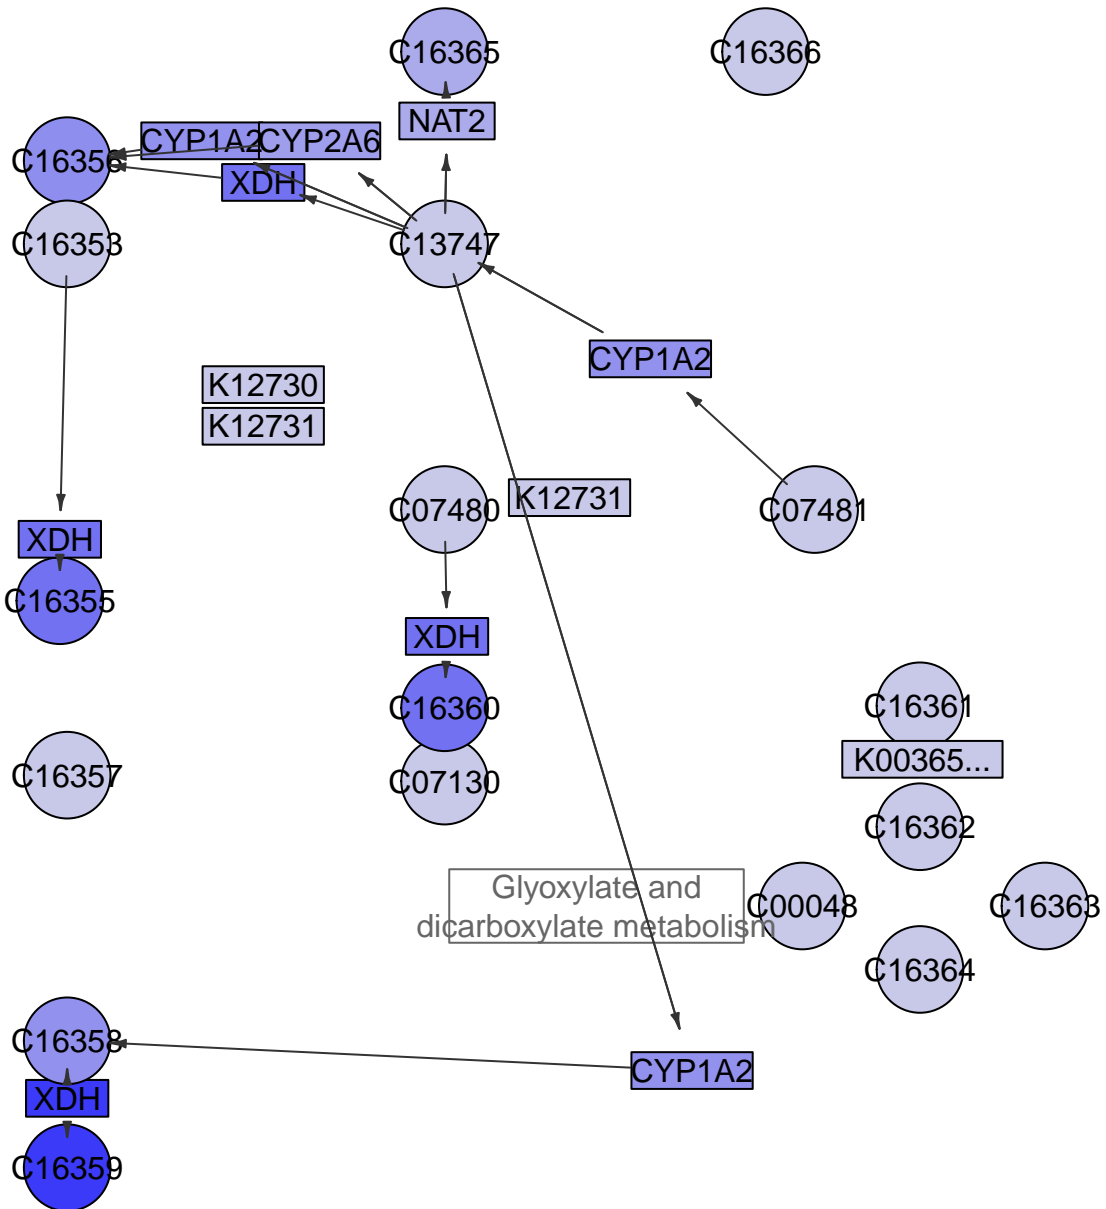 C16365
C16366
NAT2
CYP1A2
CYP2A6
C16356
XDH
C16353
C13747
CYP1A2
K12730
K12731
C07480
K12731
C07481
XDH
C16355
XDH
C16360
C16361
K00365...
C16357
C07130
C16362
Glyoxylate and
dicarboxylate metabolism
C00048
C16363
C16364
C16358
CYP1A2
XDH
C16359